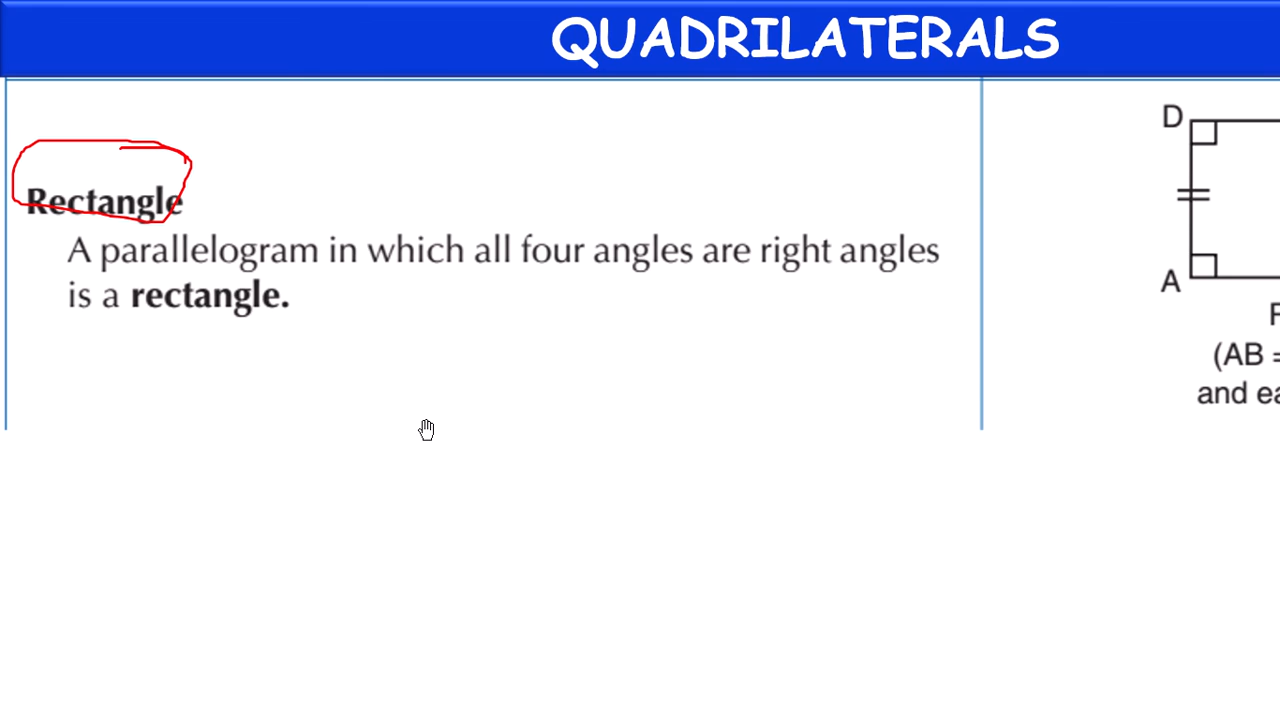 QUADRILATERALS
Rectangle
A parallelogram in which all four angles are right angles
is a rectangle.
D
A
(AB =
and ea